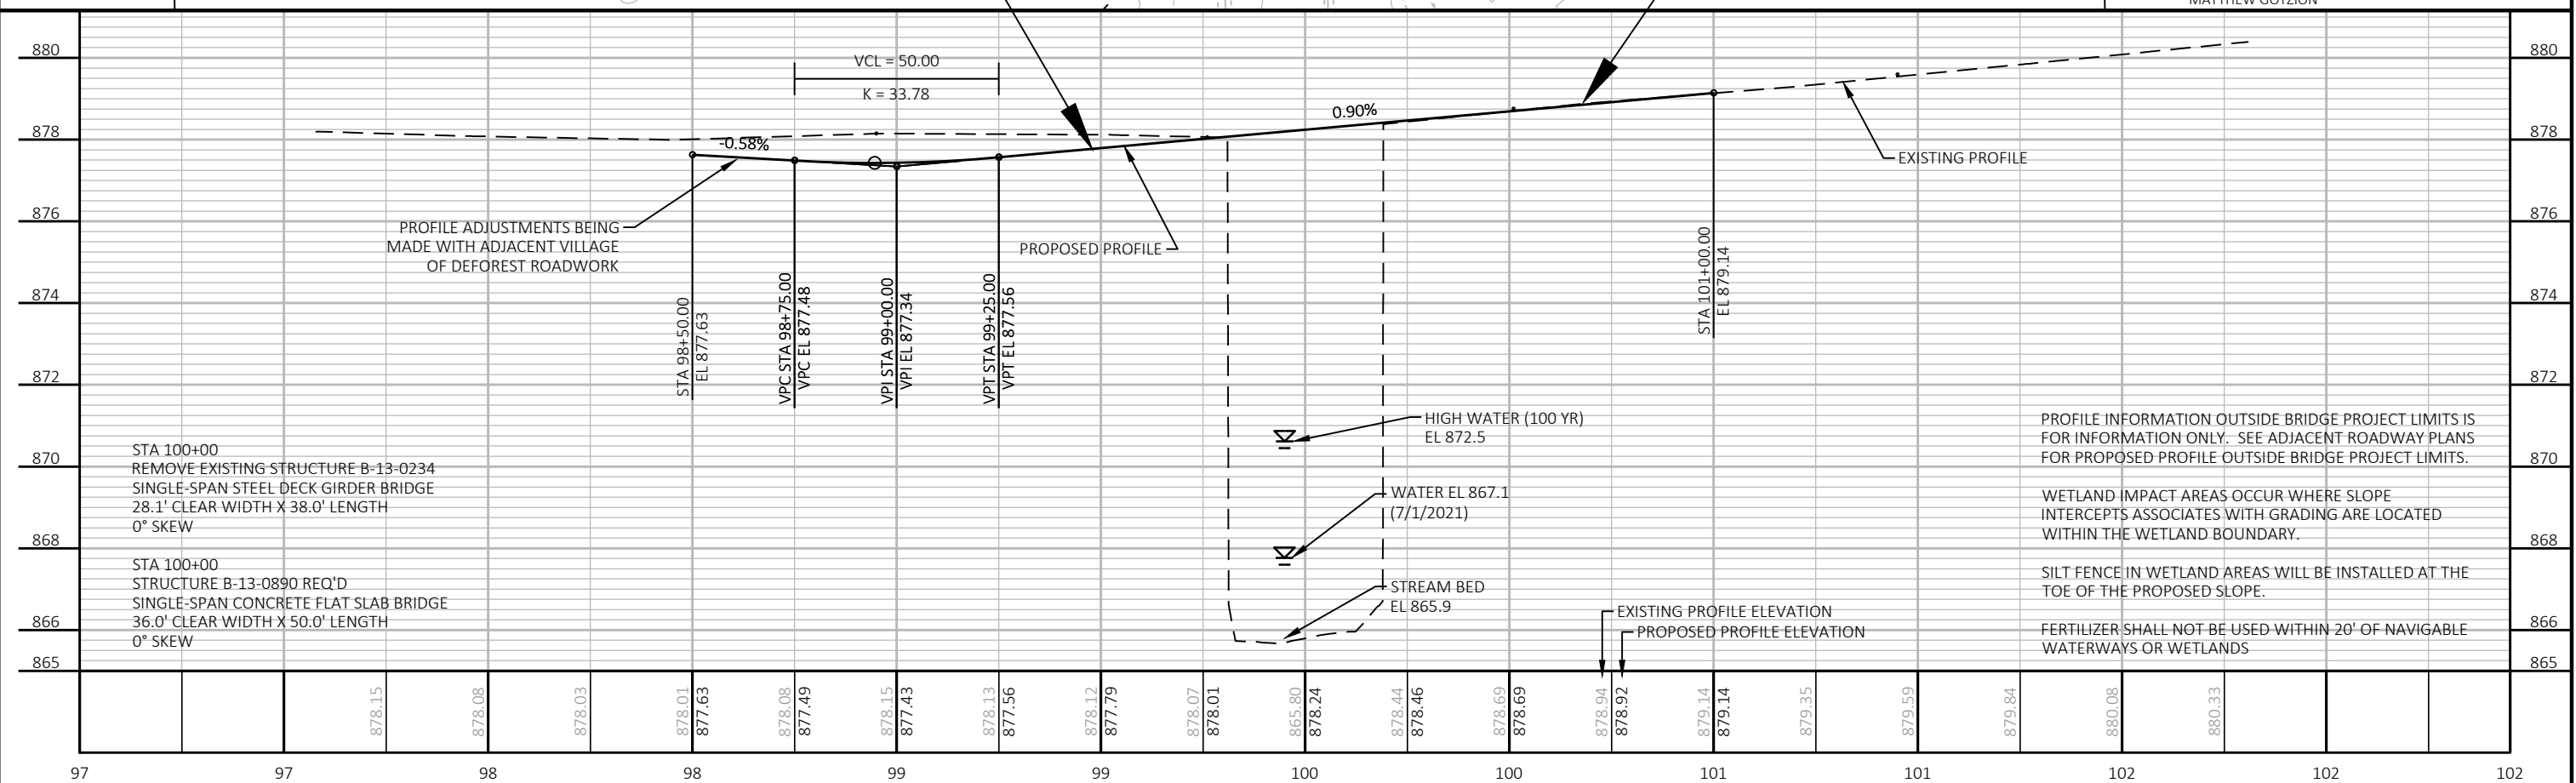 MATTHEW GOTZION
880
880
VCL = 50.00
K = 33.78
0.90%
878
878
-0.58%
EXISTING PROFILE
876
876
PROFILE ADJUSTMENTS BEING
MADE WITH ADJACENT VILLAGE
OF DEFOREST ROADWORK
PROPOSED PROFILE
874
874
STA 98+50.00
EL 877.63
VPC STA 98+75.00
VPC EL 877.48
VPI STA 99+00.00
VPI EL 877.34
VPT STA 99+25.00
VPT EL 877.56
STA 101+00.00
EL 879.14
872
872
HIGH WATER (100 YR)
EL 872.5
870
870
STA 100+00
REMOVE EXISTING STRUCTURE B-13-0234
SINGLE-SPAN STEEL DECK GIRDER BRIDGE
28.1' CLEAR WIDTH X 38.0' LENGTH
0° SKEW
WATER EL 867.1
(7/1/2021)
868
868
STA 100+00
STRUCTURE B-13-0890 REQ'D
SINGLE-SPAN CONCRETE FLAT SLAB BRIDGE
36.0' CLEAR WIDTH X 50.0' LENGTH
0° SKEW
STREAM BED
EL 865.9
EXISTING PROFILE ELEVATION
PROPOSED PROFILE ELEVATION
PROFILE INFORMATION OUTSIDE BRIDGE PROJECT LIMITS IS
FOR INFORMATION ONLY. SEE ADJACENT ROADWAY PLANS
FOR PROPOSED PROFILE OUTSIDE BRIDGE PROJECT LIMITS.
WETLAND IMPACT AREAS OCCUR WHERE SLOPE
INTERCEPTS ASSOCIATES WITH GRADING ARE LOCATED
WITHIN THE WETLAND BOUNDARY.
SILT FENCE IN WETLAND AREAS WILL BE INSTALLED AT THE
TOE OF THE PROPOSED SLOPE.
FERTILIZER SHALL NOT BE USED WITHIN 20' OF NAVIGABLE
WATERWAYS OR WETLANDS
866
866
865
865
878.15
878.08
878.03
878.01
877.63
878.08
877.49
878.15
877.43
878.13
877.56
878.12
877.79
878.07
878.01
865.80
878.24
878.44
878.46
878.69
878.69
878.94
878.92
879.14
879.14
879.35
879.59
879.84
880.08
880.33
97
97
98
98
99
99
100
100
101
101
102
102
102